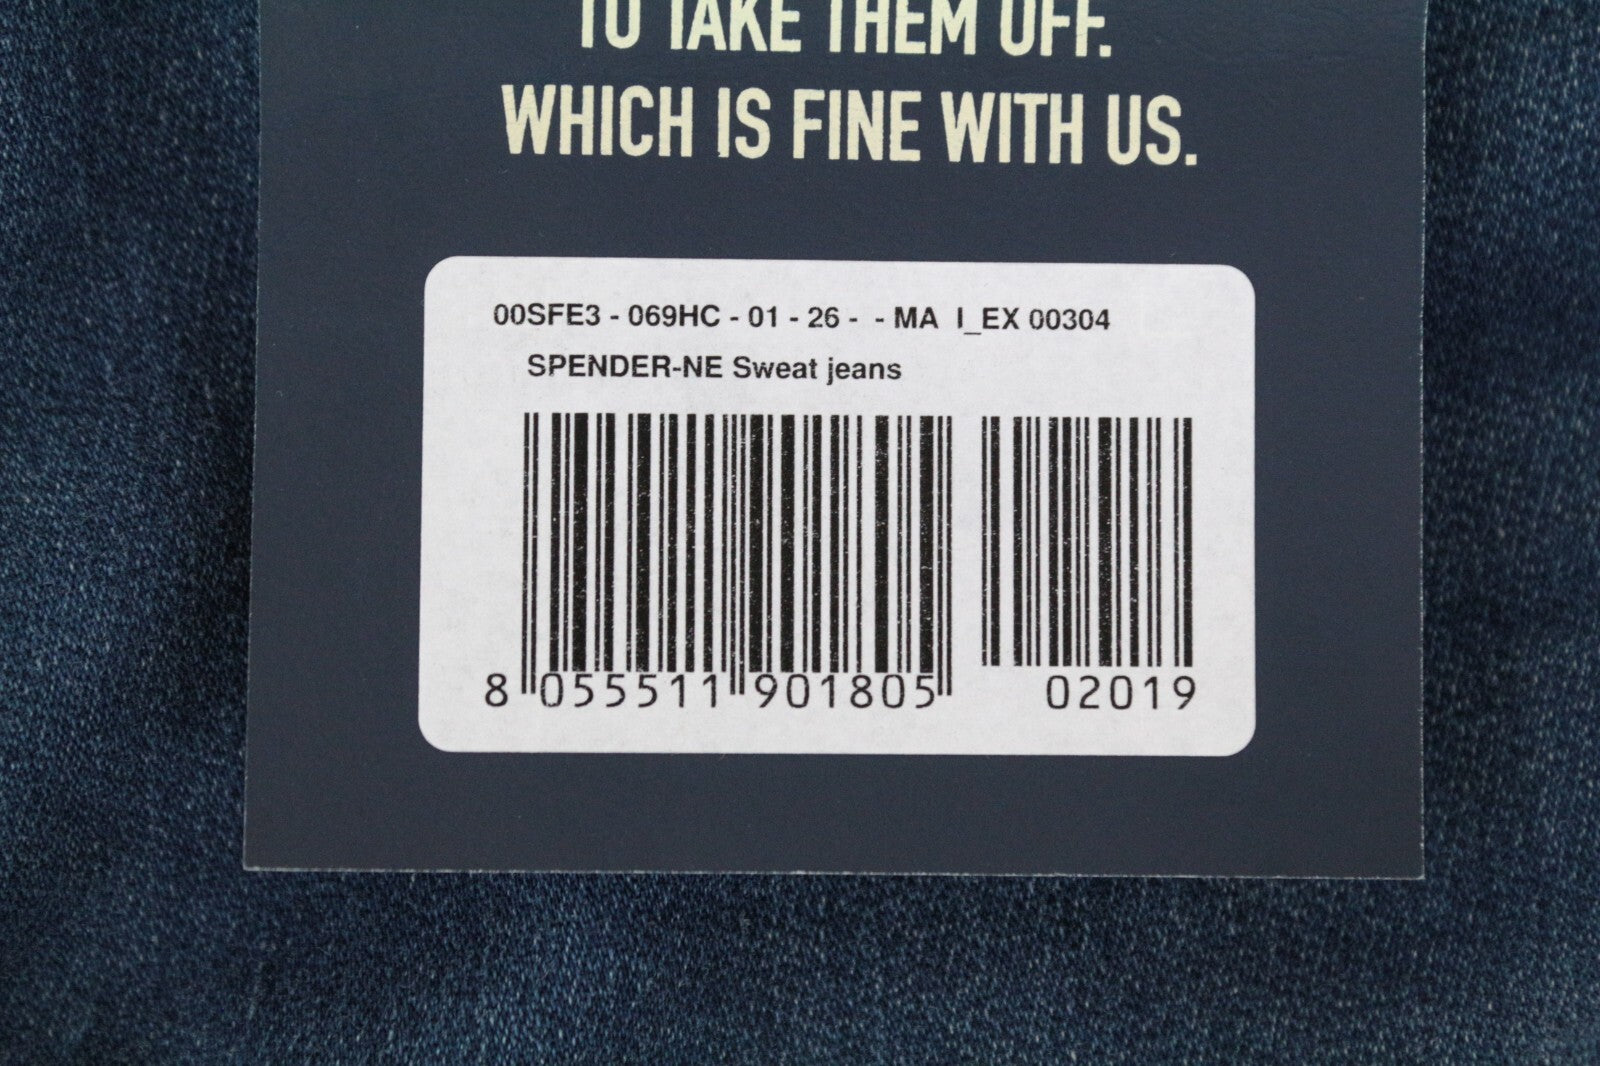 TO TAKE THEM OFF.
WHICH IS FINE WITH US.
00SFE3 - 069HC - 01 - 26 - - MA I_EX 00304
SPENDER-NE Sweat jeans
8 055511 901805 02019